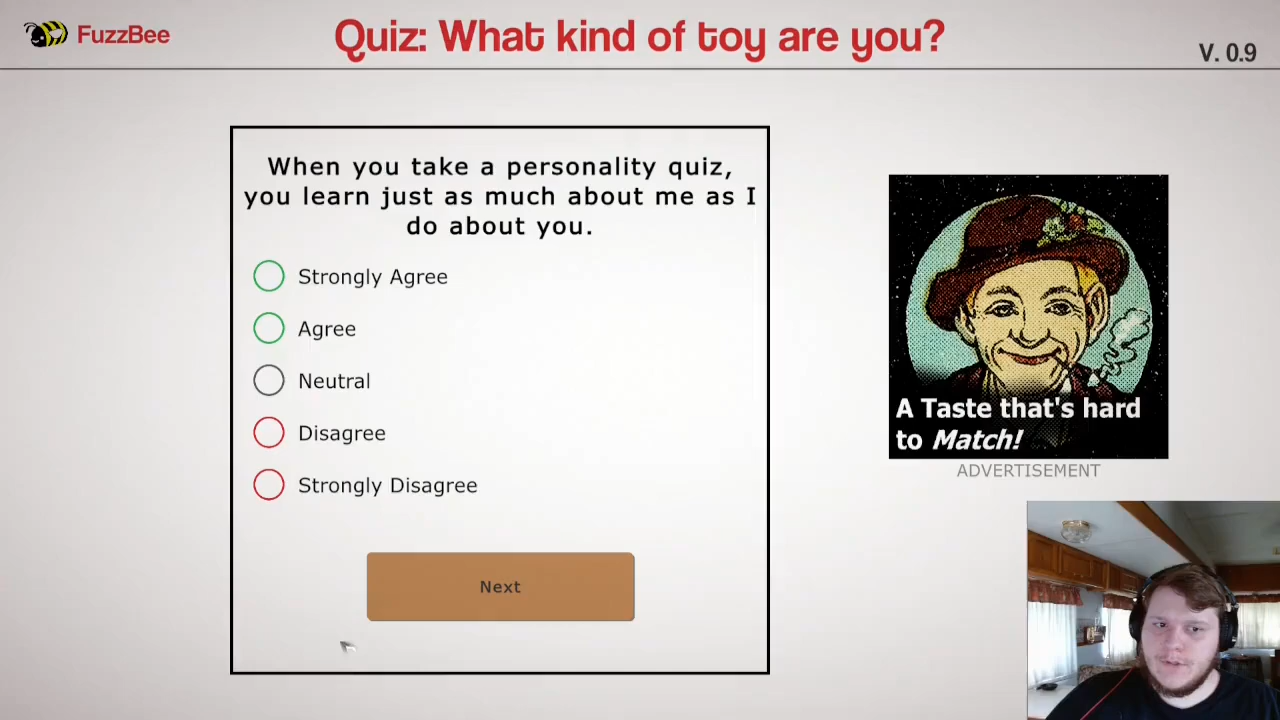 FuzzBee
Quiz: What kind of toy are you?
V. 0.9
When you take a personality quiz,
you learn just as much about me as I
do about you.
Strongly Agree
Agree
Neutral
Disagree
Strongly Disagree
Next
A Taste that's hard
to Match!
ADVERTISEMENT